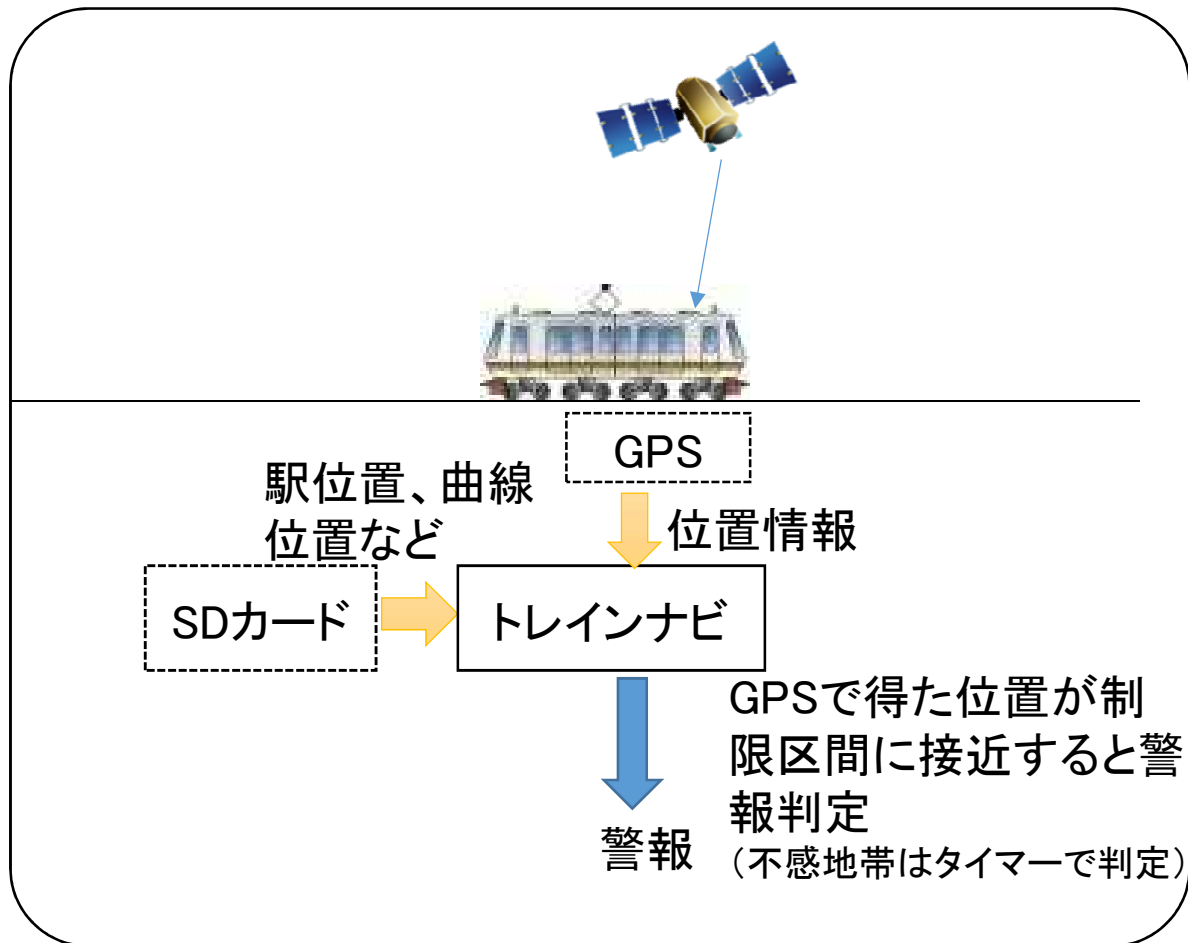 GPS
駅位置、曲線
位置など
位置情報
SDカード
トレインナビ
GPSで得た位置が制
限区間に接近すると警
報判定
（不感地帯はタイマーで判定）
警報